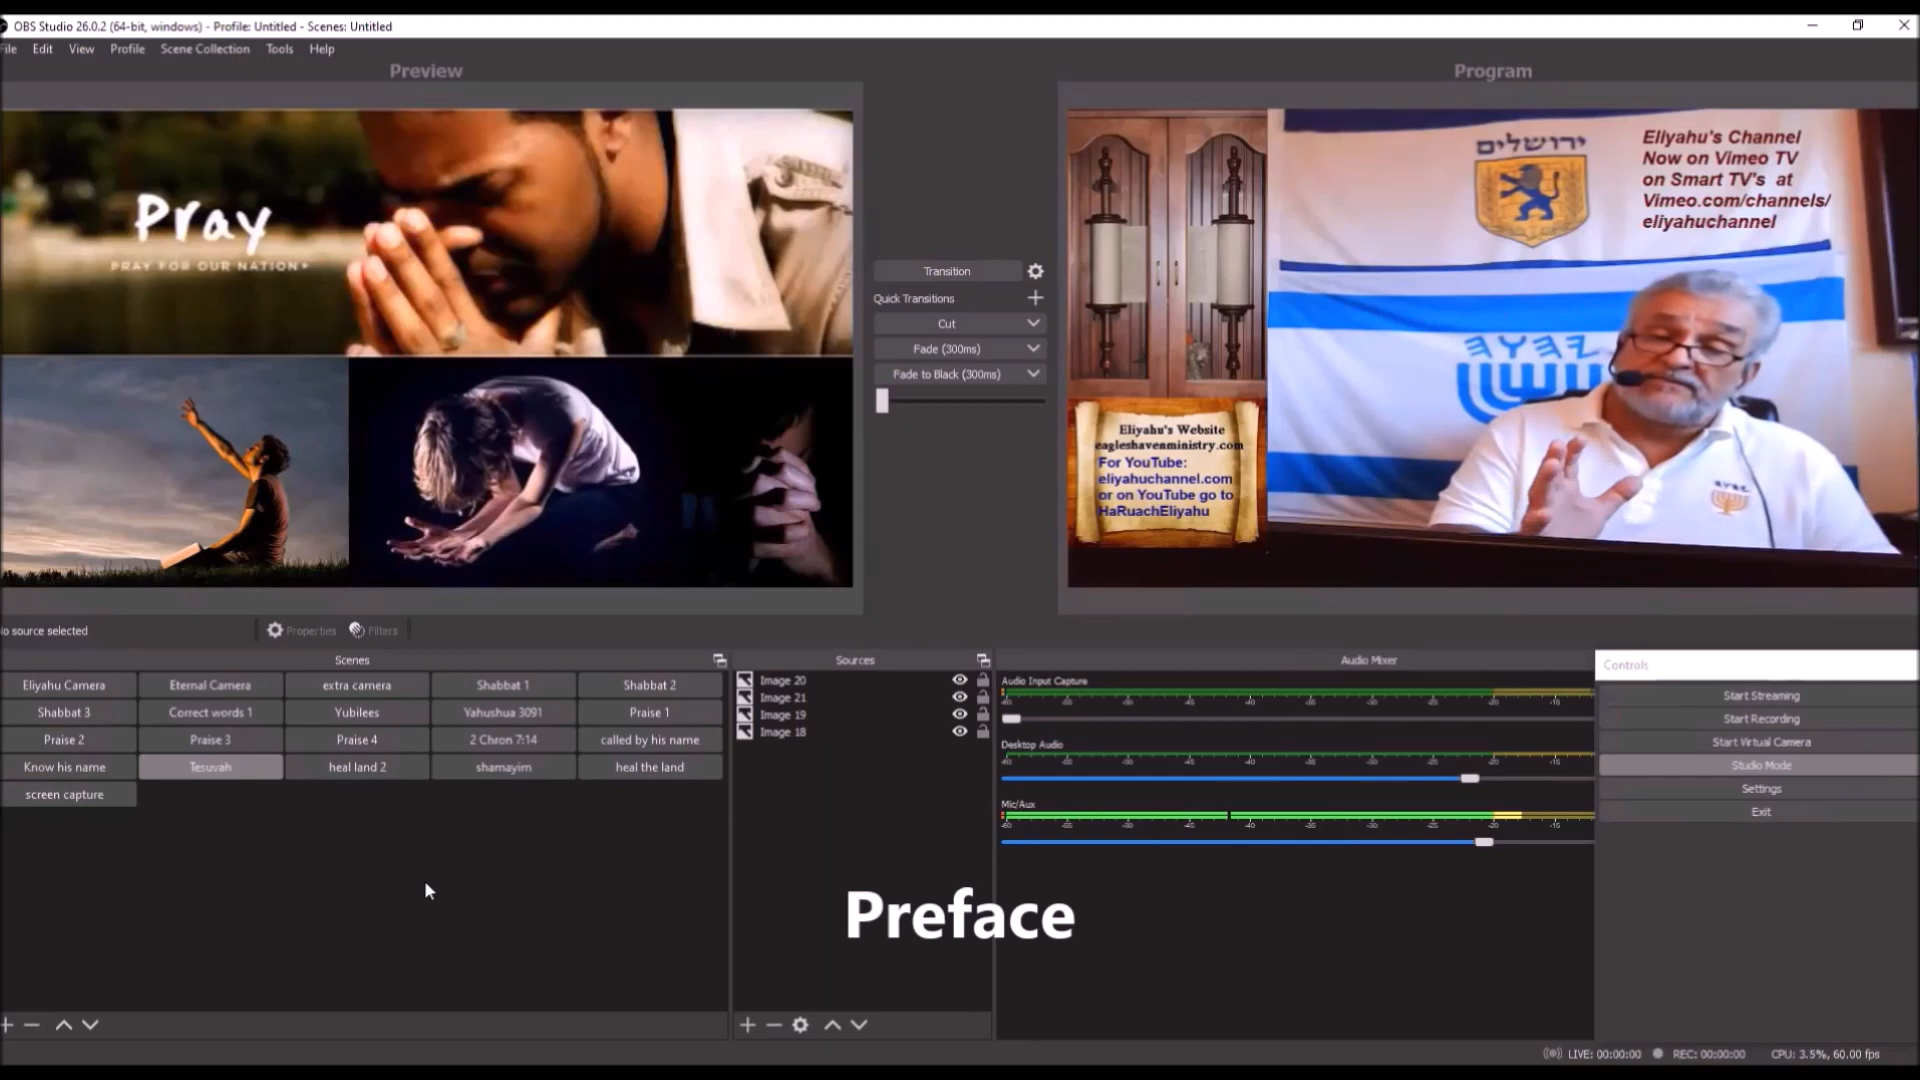 OBS Studio 26.0.2 (64-bit, windows) - Profile: Untitled - Scenes: Untitled
File Edit View Profile Scene Collection Tools Help
Preview
Program
Pray
PRAY FOR OUR NATION
ירושלים
Eliyahu's Channel
Now on Vimeo TV
on Smart TV's at
Vimeo.com/channels/
eliyahuchannel
Eliyahu's Website
eagleshavenministry.com
For YouTube:
eliyahuchannel.com
or on YouTube go to
HaRuachEliyahu
Transition
Quick Transitions
Cut
Fade (300ms)
Fade to Black (300ms)
No source selected
Properties
Filters
Scenes
Eliyahu Camera
Eternal Camera
extra camera
Shabbat 1
Shabbat 2
Shabbat 3
Correct words 1
Yubilees
Yahushua 3091
Praise 1
Praise 2
Praise 3
Praise 4
2 Chron 7:14
called by his name
Know his name
Tesuvah
heal land 2
shamayim
heal the land
screen capture
Sources
Image 20
Image 21
Image 19
Image 18
Audio Mixer
Audio Input Capture
Desktop Audio
Mic/Aux
Controls
Start Streaming
Start Recording
Start Virtual Camera
Studio Mode
Settings
Exit
Preface
LIVE: 00:00:00
REC: 00:00:00
CPU: 3.5%, 60.00 fps